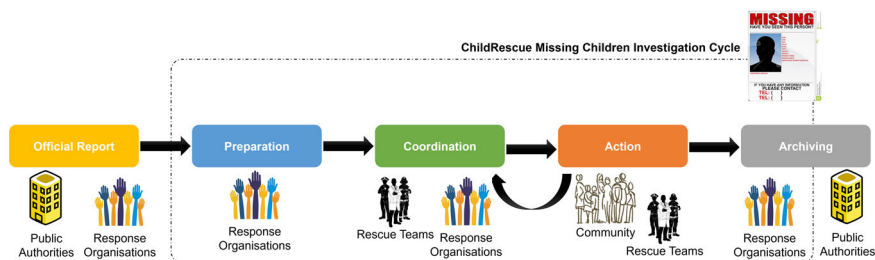 MISSING
HAVE YOU SEEN THIS PERSON?
ChildRescue Missing Children Investigation Cycle
IF YOU HAVE ANY INFORMATION
PLEASE CONTACT
TEL: ( )
TEL: ( )
Official Report
Preparation
Coordination
Action
Archiving
Public
Authorities
Response
Organisations
Response
Organisations
Rescue Teams
Response
Organisations
Community
Rescue Teams
Response
Organisations
Public
Authorities